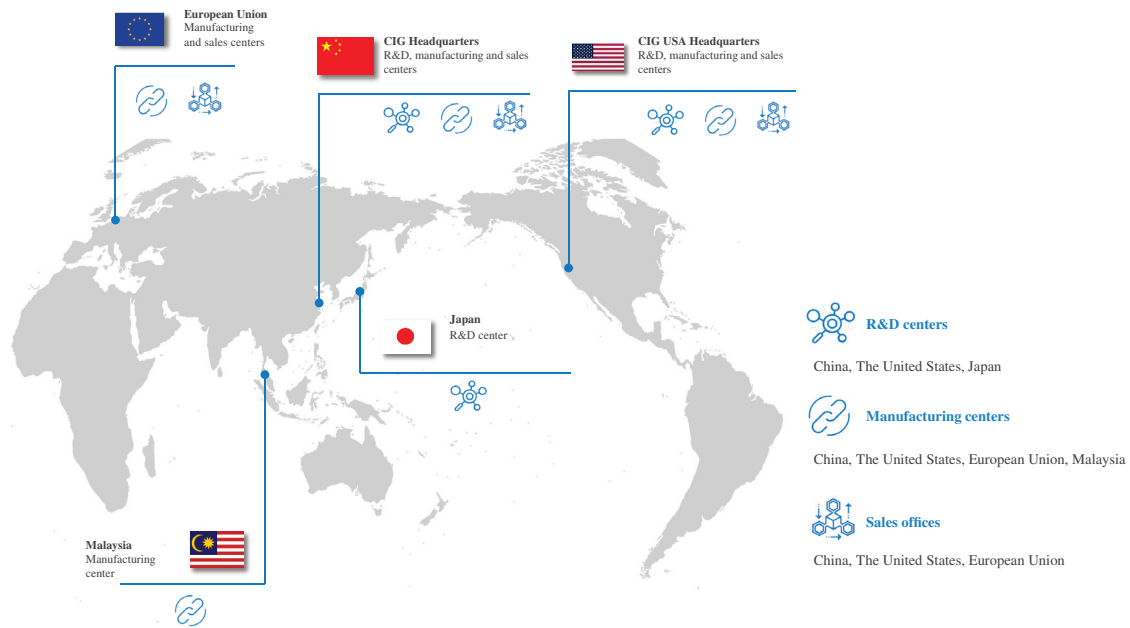 European Union
Manufacturing
and sales centers
CIG Headquarters
R&D, manufacturing and sales
centers
CIG USA Headquarters
R&D, manufacturing and sales
centers
Japan
R&D center
Malaysia
Manufacturing
center
R&D centers
China, The United States, Japan
Manufacturing centers
China, The United States, European Union, Malaysia
Sales offices
China, The United States, European Union